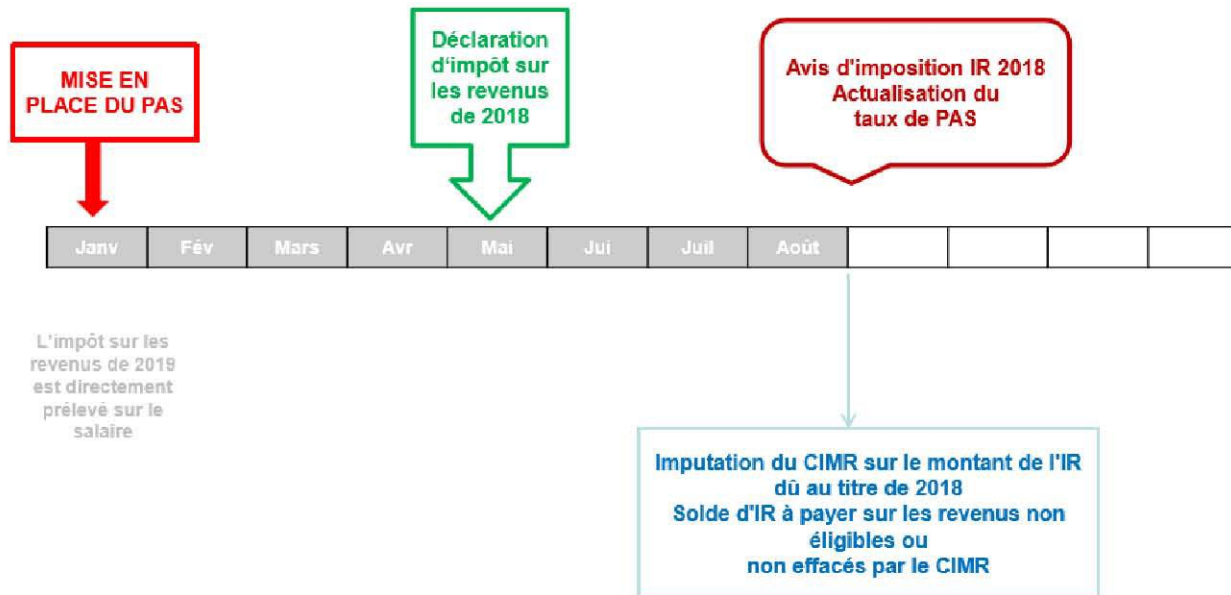 MISE EN
PLACE DU PAS
Déclaration
d'impôt sur
les revenus
de 2018
Avis d'imposition IR 2018
Actualisation du
taux de PAS
Janv Fév Mars Avr Mai Jui Juil Août
L'impôt sur les
revenus de 2019
est directement
prélevé sur le
salaire
Imputation du CIMR sur le montant de l'IR
dû au titre de 2018
Solde d'IR à payer sur les revenus non
éligibles ou
non effacés par le CIMR